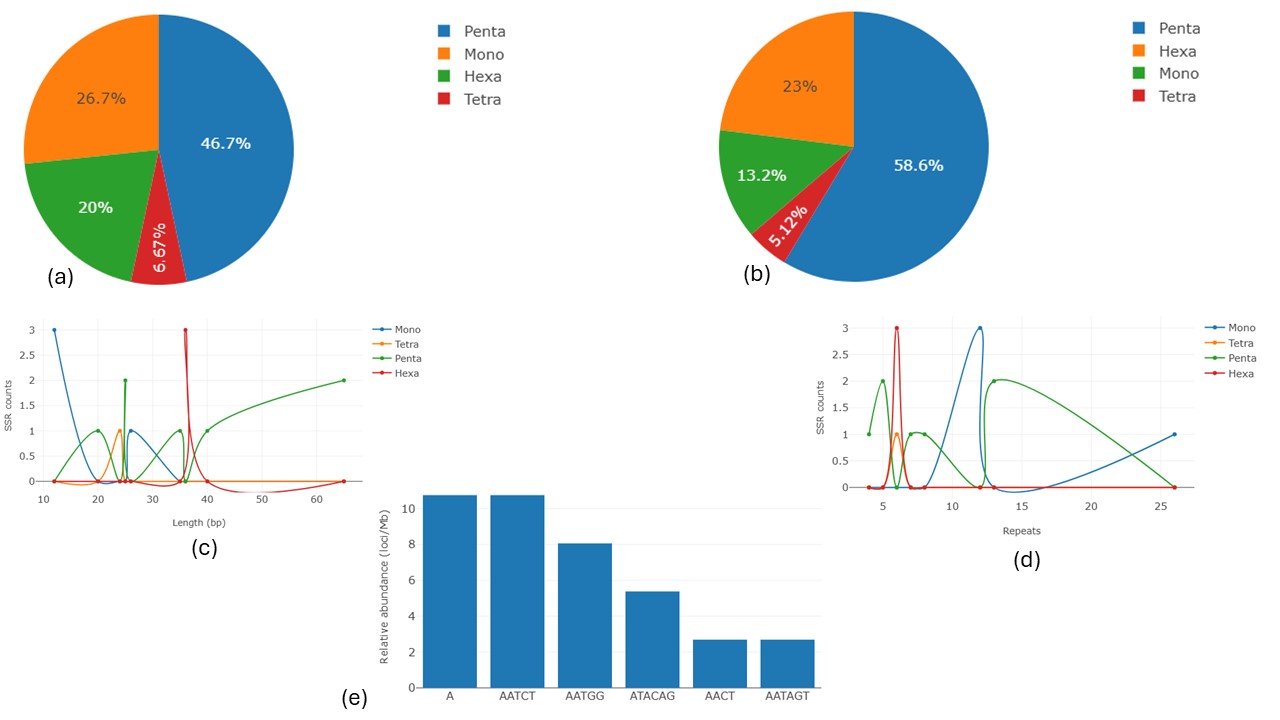 Penta
Mono
Hexa
Tetra
46.7%
26.7%
20%
6.67%
(a)
Penta
Hexa
Mono
Tetra
58.6%
23%
13.2%
5.12%
(b)
3
2.5
2
1.5
1
0.5
0
SSR counts
10
20
30
40
50
60
Length (bp)
Mono
Tetra
Penta
Hexa
(c)
3
2.5
2
1.5
1
0.5
0
SSR counts
5
10
15
20
25
Repeats
Mono
Tetra
Penta
Hexa
(d)
10
8
6
4
2
0
Relative abundance (loci/Mb)
A
AATCT
AATGG
ATACAG
AACT
AATAGT
(e)